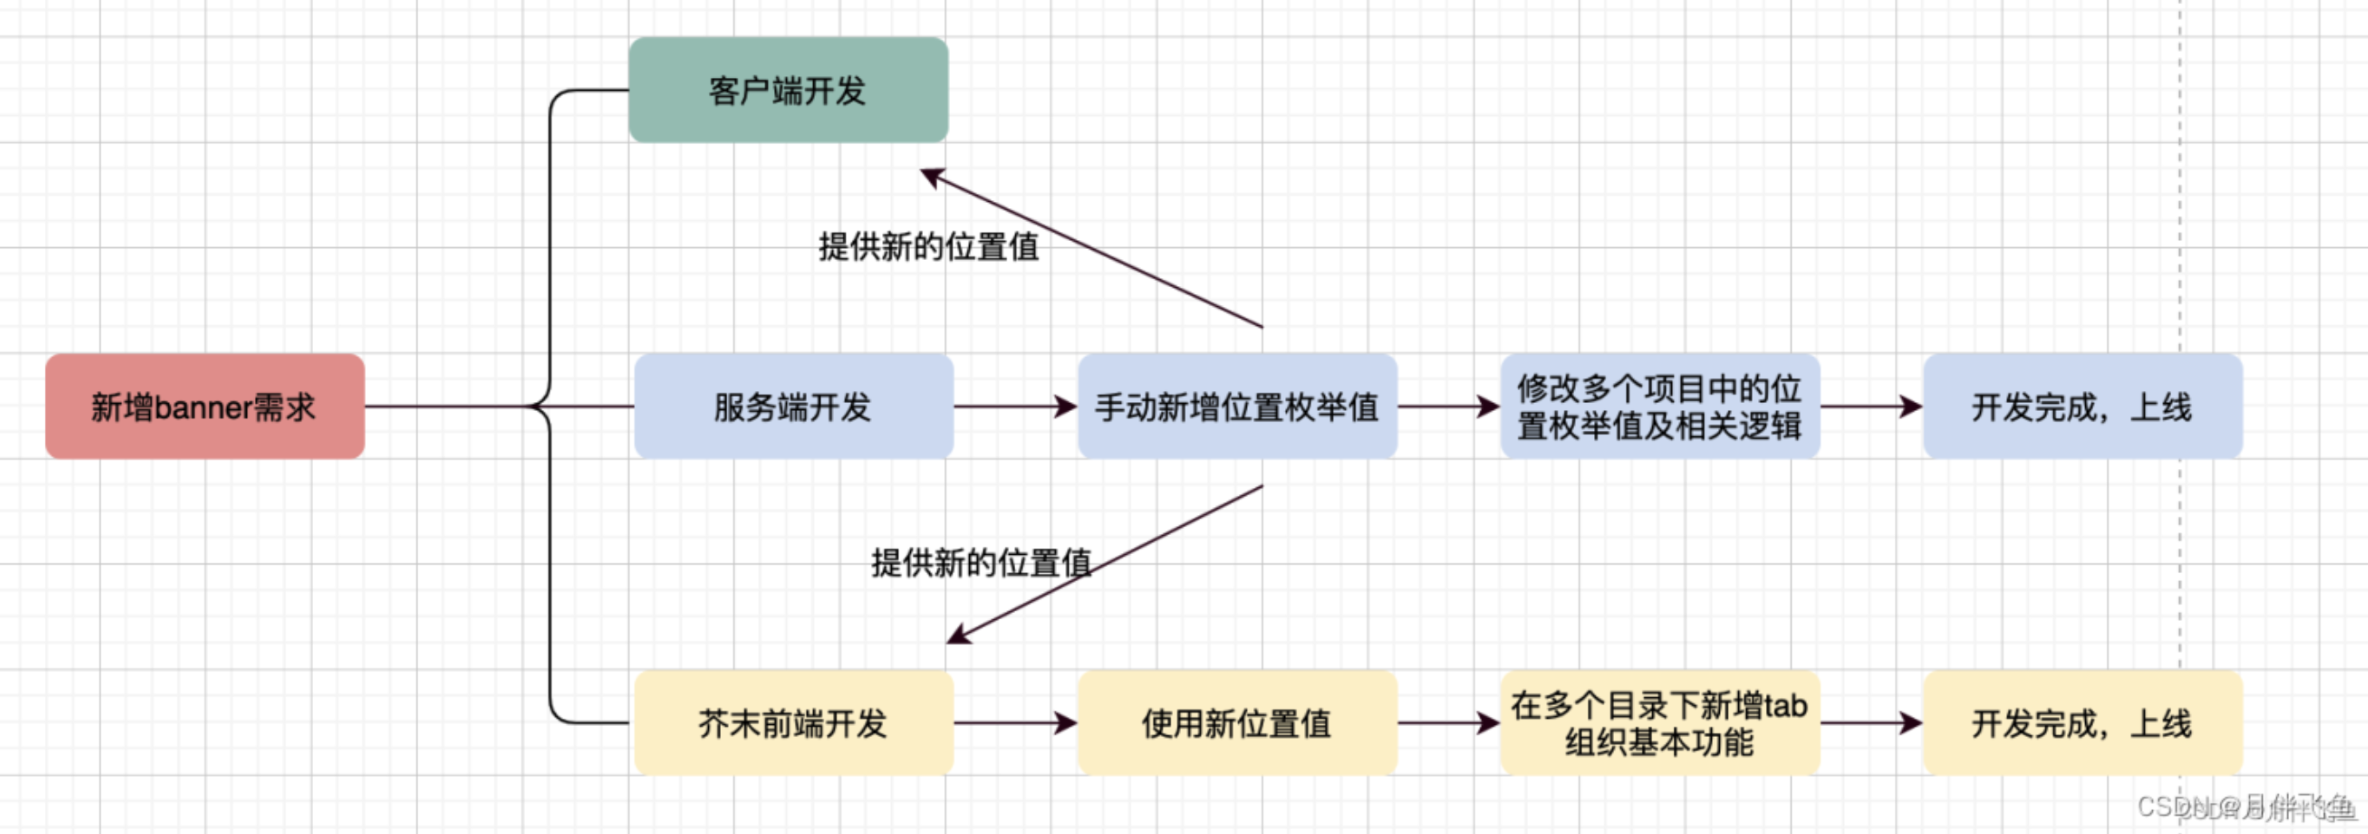 客户端开发
提供新的位置值
新增banner需求
服务端开发
手动新增位置枚举值
修改多个项目中的位
置枚举值及相关逻辑
开发完成，上线
提供新的位置值
芥末前端开发
使用新位置值
在多个目录下新增tab
组织基本功能
开发完成，上线
CSDN @月伴飞鱼